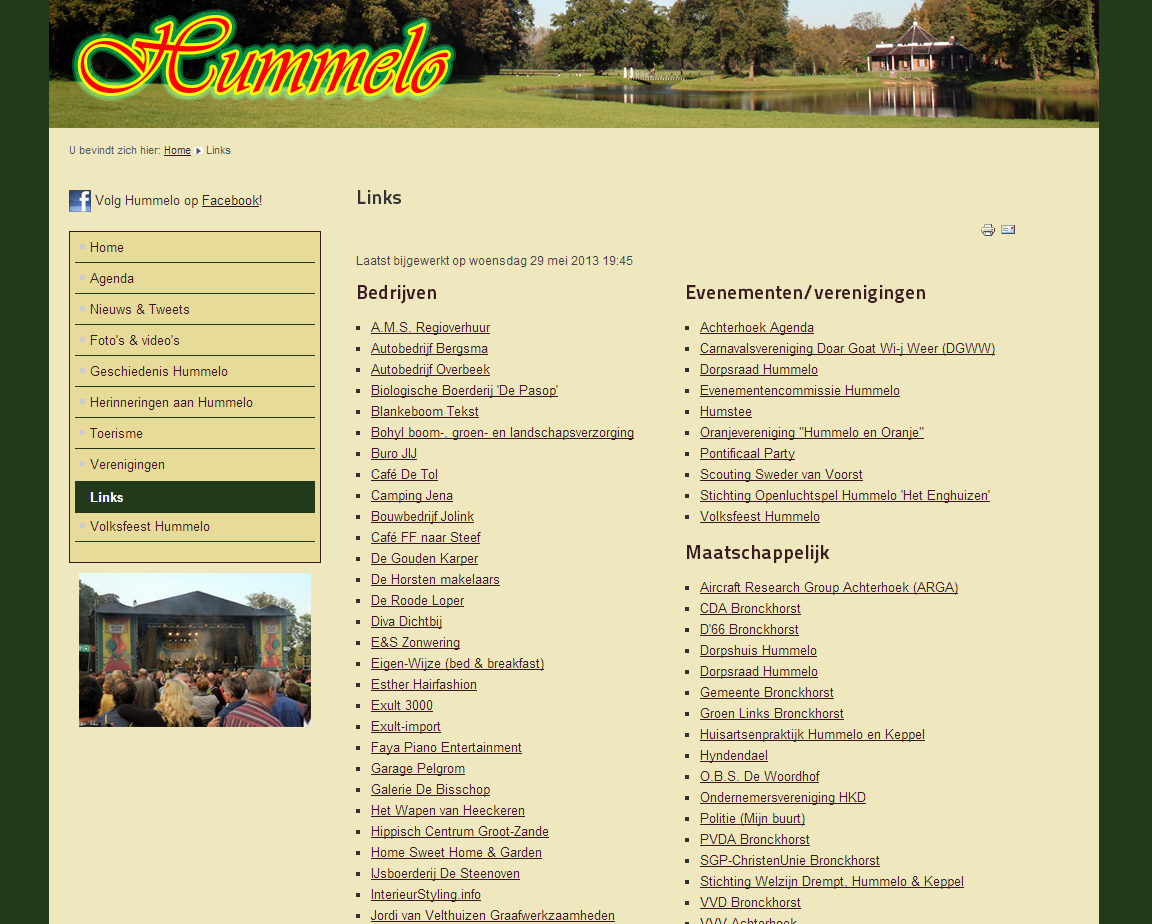 Hummelo
U bevindt zich hier: Home Links
Volg Hummelo op Facebook!
Home
Agenda
Nieuws & Tweets
Foto's & video's
Geschiedenis Hummelo
Herinneringen aan Hummelo
Toerisme
Verenigingen
Links
Volksfeest Hummelo
Links
Laatst bijgewerkt op woensdag 29 mei 2013 19:45
Bedrijven
A.M.S. Regioverhuur
Autobedrijf Bergsma
Autobedrijf Overbeek
Biologische Boerderij 'De Pasop'
Blankeboom Tekst
Bohyl boom-, groen- en landschapsverzorging
Buro JIJ
Café De Tol
Camping Jena
Bouwbedrijf Jolink
Café FF naar Steef
De Gouden Karper
De Horsten makelaars
De Roode Loper
Diva Dichtbij
E&S Zonwering
Eigen-Wijze (bed & breakfast)
Esther Hairfashion
Exult 3000
Exult-import
Faya Piano Entertainment
Garage Pelgrom
Galerie De Bisschop
Het Wapen van Heeckeren
Hippisch Centrum Groot-Zande
Home Sweet Home & Garden
IJsboerderij De Steenoven
InterieurStyling.info
Jordi van Velthuizen Graafwerkzaamheden
Evenementen/verenigingen
Achterhoek Agenda
Carnavalsvereniging Doar Goat Wi-j Weer (DGWW)
Dorpsraad Hummelo
Evenementencommissie Hummelo
Humstee
Oranjevereniging "Hummelo en Oranje"
Pontificaal Party
Scouting Sweder van Voorst
Stichting Openluchtspel Hummelo 'Het Enghuizen'
Volksfeest Hummelo
Maatschappelijk
Aircraft Research Group Achterhoek (ARGA)
CDA Bronckhorst
D'66 Bronckhorst
Dorpshuis Hummelo
Dorpsraad Hummelo
Gemeente Bronckhorst
Groen Links Bronckhorst
Huisartsenpraktijk Hummelo en Keppel
Hyndendael
O.B.S. De Woordhof
Ondernemersvereniging HKD
Politie (Mijn buurt)
PVDA Bronckhorst
SGP-ChristenUnie Bronckhorst
Stichting Welzijn Drempt, Hummelo & Keppel
VVD Bronckhorst
VVV Achterhoek